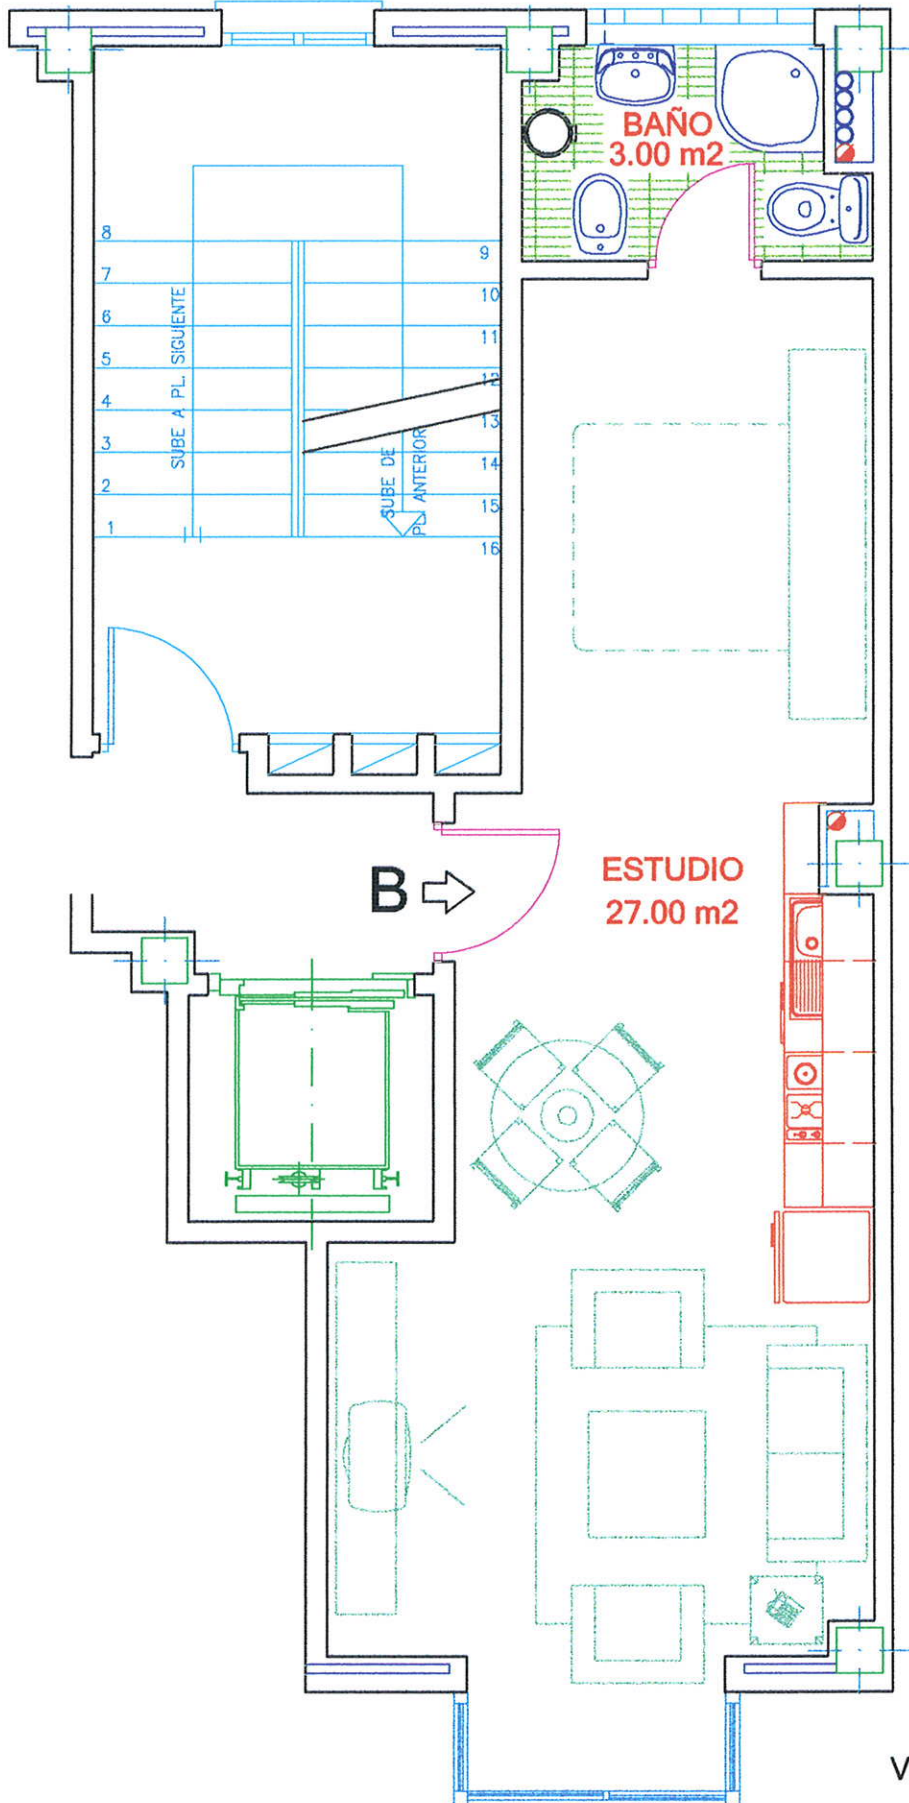 BAÑO
3.00 m2
8
7
6
5
4
3
2
1
SUBE A PL. SIGUIENTE
9
10
11
12
13
14
15
16
SUBE DE
PL. ANTERIOR
B
ESTUDIO
27.00 m2
V